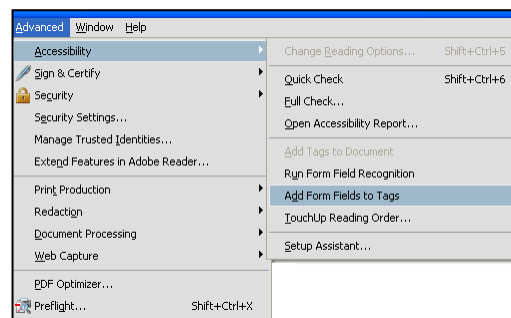 Advanced Window Help
Accessibility
Sign & Certify
Security
Security Settings...
Manage Trusted Identities...
Extend Features in Adobe Reader...
Print Production
Redaction
Document Processing
Web Capture
PDF Optimizer...
Preflight... Shift+Ctrl+X
Change Reading Options... Shift+Ctrl+5
Quick Check Shift+Ctrl+6
Full Check...
Open Accessibility Report...
Add Tags to Document
Run Form Field Recognition
Add Form Fields to Tags
TouchUp Reading Order...
Setup Assistant...